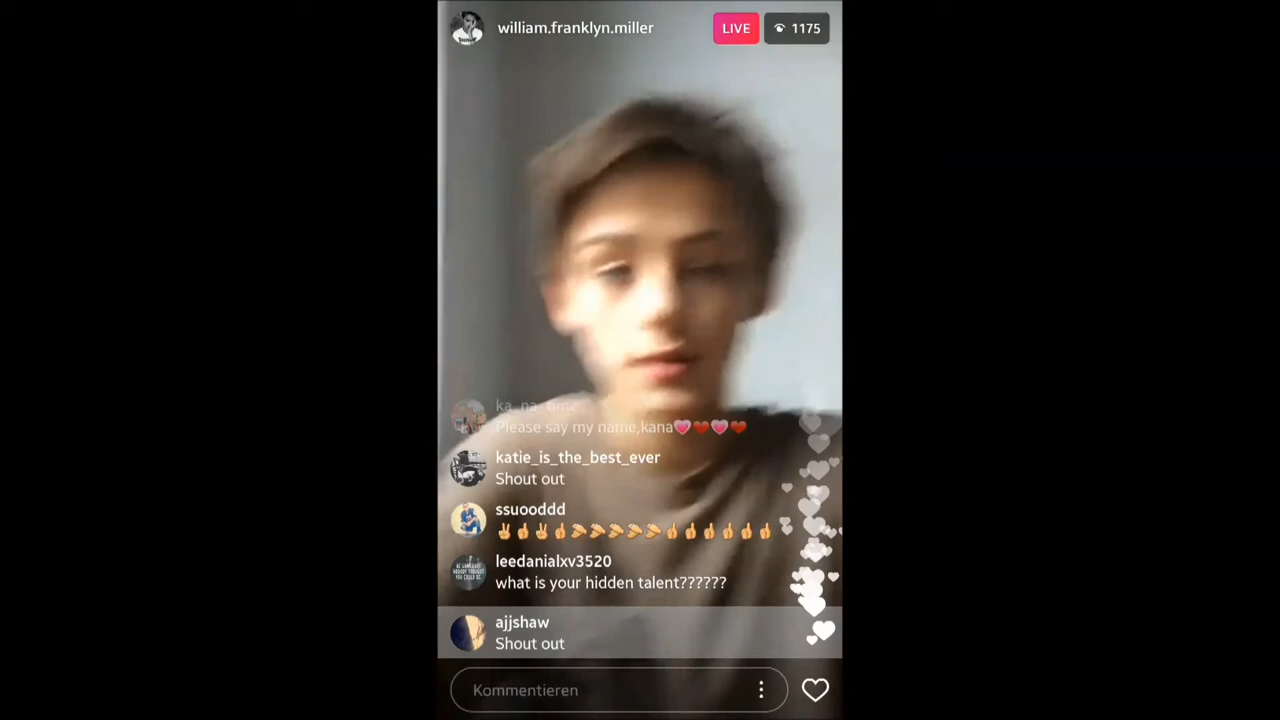 william.franklyn.miller
LIVE
1175
ka_na_time
Please say my name,kana💗❤️💗❤️
katie_is_the_best_ever
Shout out
ssuooddd
✌👍✌👍👏👏👏👏👏👍👍👍👍👍👍
leedanialxv3520
what is your hidden talent??????
ajjshaw
Shout out
Kommentieren